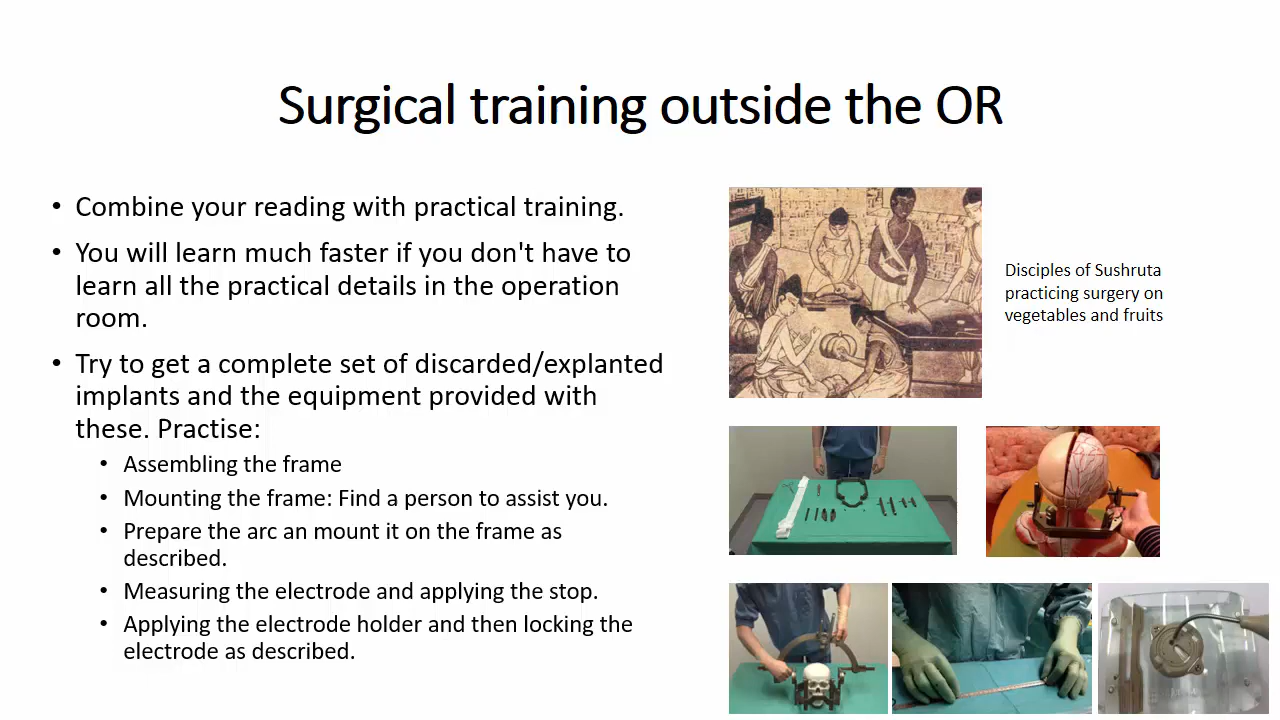 Surgical training outside the OR
• Combine your reading with practical training.
• You will learn much faster if you don't have to
learn all the practical details in the operation
room.
• Try to get a complete set of discarded/explanted
implants and the equipment provided with
these. Practise:
• Assembling the frame
• Mounting the frame: Find a person to assist you.
• Prepare the arc an mount it on the frame as
described.
• Measuring the electrode and applying the stop.
• Applying the electrode holder and then locking the
electrode as described.
Disciples of Sushruta
practicing surgery on
vegetables and fruits